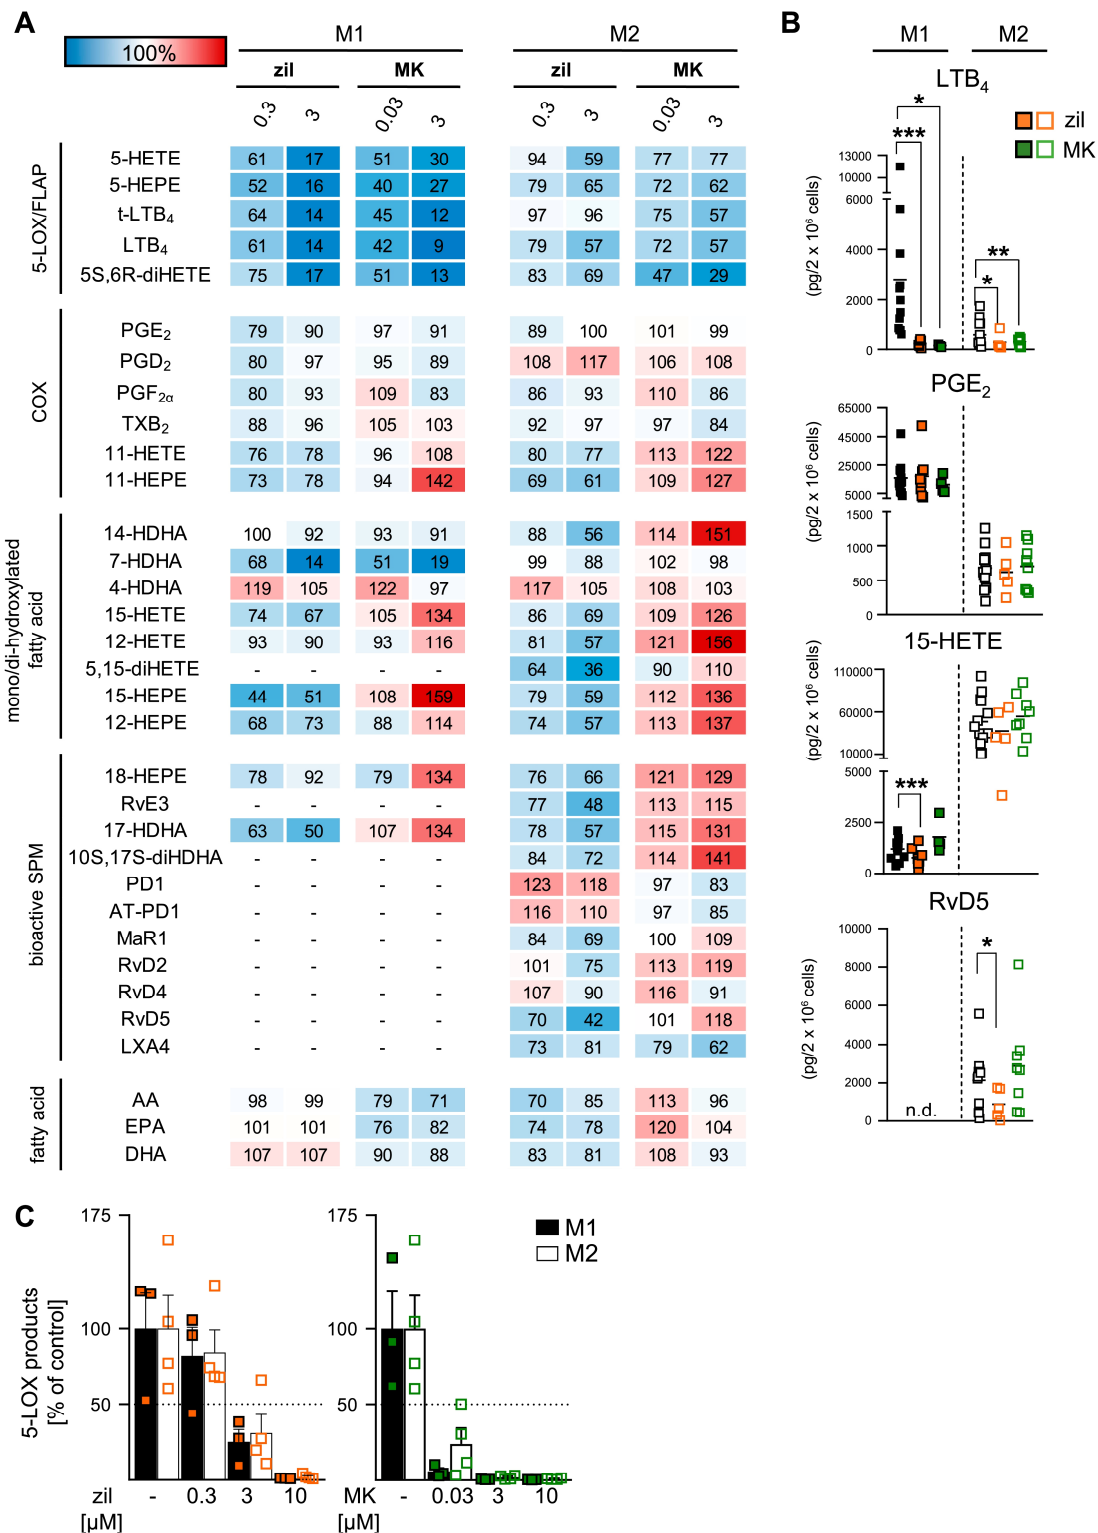 A
100%
M1
M2
zil
MK
zil
MK
0.3
3
0.03
3
0.3
3
0.03
3
5-LOX/FLAP
5-HETE 61 17 51 30 94 59 77 77
5-HEPE 52 16 40 27 79 65 72 62
t-LTB₄ 64 14 45 12 97 96 75 57
LTB₄ 61 14 42 9 79 57 72 57
5S,6R-diHETE 75 17 51 13 83 69 47 29
COX
PGE₂ 79 90 97 91 89 100 101 99
PGD₂ 80 97 95 89 108 117 106 108
PGF₂α 80 93 109 83 86 93 110 86
TXB₂ 88 96 105 103 92 97 97 84
11-HETE 76 78 96 108 80 77 113 122
11-HEPE 73 78 94 142 69 61 109 127
mono/di-hydroxylated
fatty acid
14-HDHA 100 92 93 91 88 56 114 151
7-HDHA 68 14 51 19 99 88 102 98
4-HDHA 119 105 122 97 117 105 108 103
15-HETE 74 67 105 134 86 69 109 126
12-HETE 93 90 93 116 81 57 121 156
5,15-diHETE - - - - 64 36 90 110
15-HEPE 44 51 108 159 79 59 112 136
12-HEPE 68 73 88 114 74 57 113 137
bioactive SPM
18-HEPE 78 92 79 134 76 66 121 129
RvE3 - - - - 77 48 113 115
17-HDHA 63 50 107 134 78 57 115 131
10S,17S-diHDHA - - - - 84 72 114 141
PD1 - - - - 123 118 97 83
AT-PD1 - - - - 116 110 97 85
MaR1 - - - - 84 69 100 109
RvD2 - - - - 101 75 113 119
RvD4 - - - - 107 90 116 91
RvD5 - - - - 70 42 101 118
LXA4 - - - - 73 81 79 62
fatty acid
AA 98 99 79 71 70 85 113 96
EPA 101 101 76 82 74 78 120 104
DHA 107 107 90 88 83 81 108 93
B
M1
M2
LTB₄
zil
MK
*
***
**
*
(pg/2 x 10⁶ cells)
13000
10000
6000
4000
2000
0
PGE₂
(pg/2 x 10⁶ cells)
65000
45000
25000
5000
1500
1000
500
0
15-HETE
(pg/2 x 10⁶ cells)
110000
60000
10000
5000
2500
0
***
RvD5
(pg/2 x 10⁶ cells)
10000
8000
6000
4000
2000
0
*
n.d.
C
5-LOX products
[% of control]
175
100
50
zil - 0.3 3 10
[µM]
175
100
50
MK - 0.03 3 10
[µM]
M1
M2